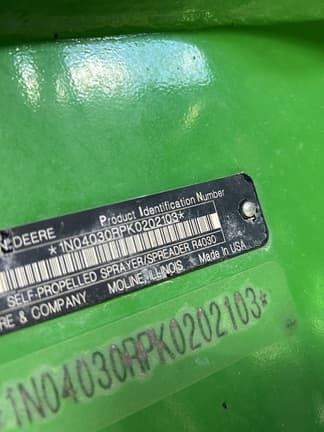 Product Identification Number
DEERE *1N04030RPK0202103*
SELF-PROPELLED SPRAYER/SPREADER R4030
RE & COMPANY MOLINE, ILLINOIS Made in USA
1N04030RPK0202103*